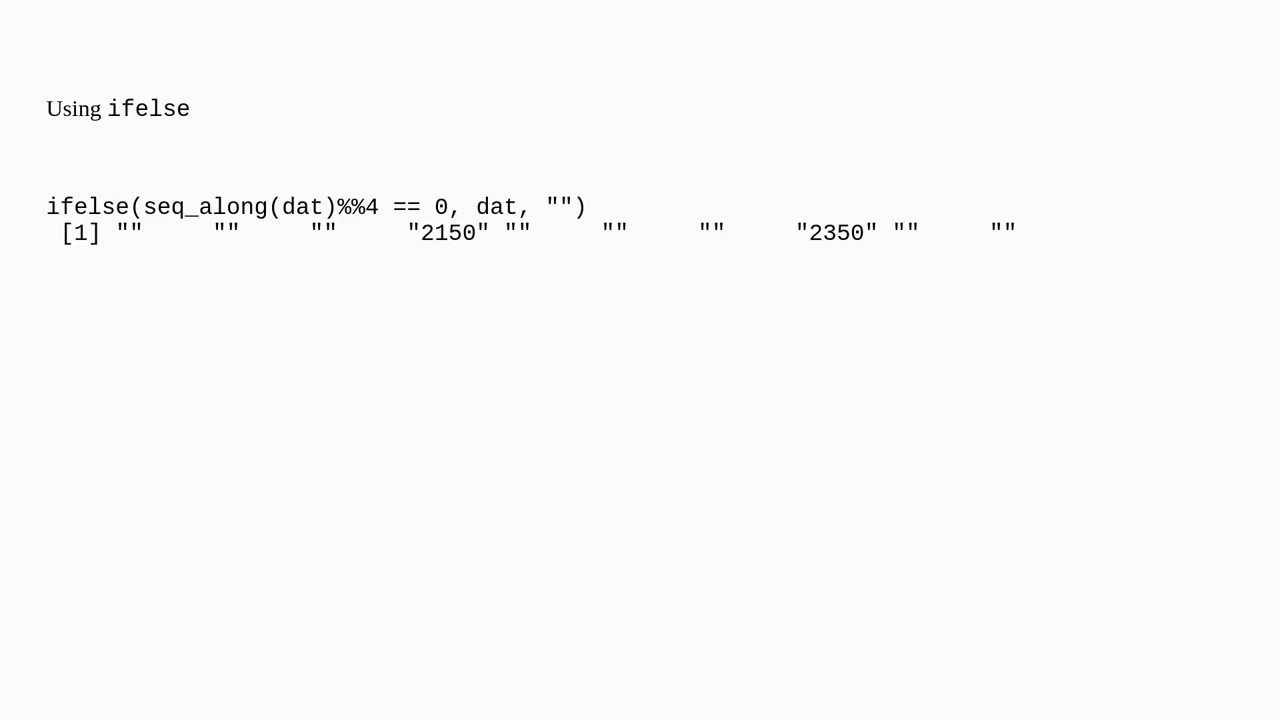 Using ifelse
ifelse(seq_along(dat)%%4 == 0, dat, "")
 [1] ""     ""     ""     "2150" ""     ""     ""     "2350" ""     ""